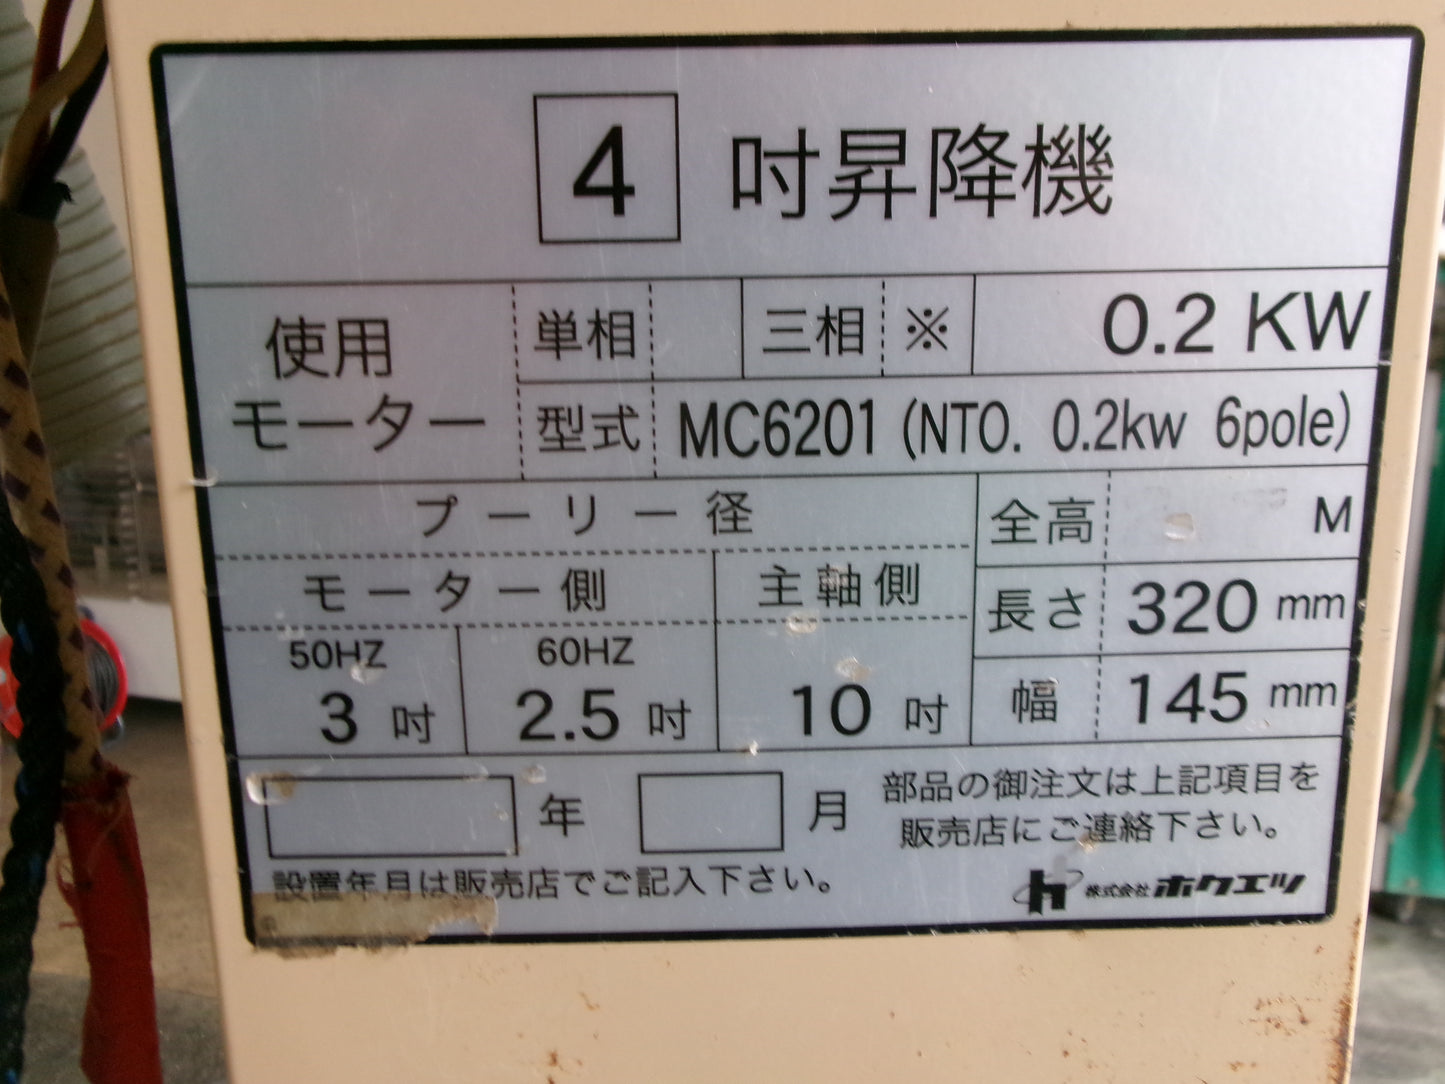 4 吋昇降機
使用モーター 単相 三相 ※ 0.2 KW
型式 MC6201 (NTO. 0.2kw 6pole)
プーリー径
全高 M
モーター側 主軸側
長さ 320 mm
50HZ 60HZ
3 吋 2.5 吋 10 吋
幅 145 mm
年 月
部品の御注文は上記項目を
販売店にご連絡下さい。
設置年月は販売店でご記入下さい。
株式会社 ホクエツ